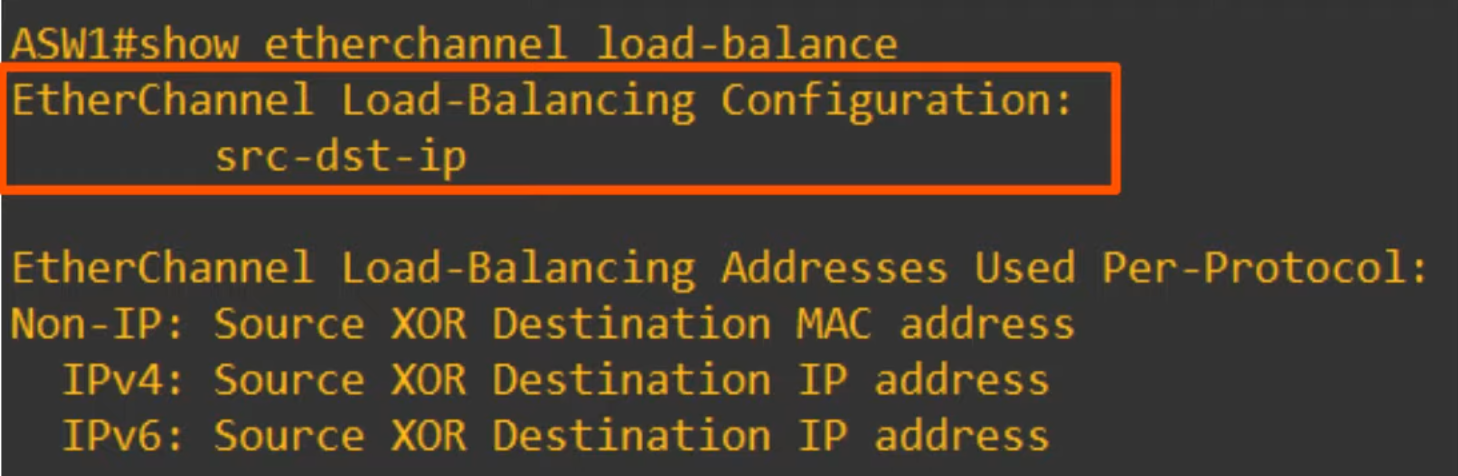 ASW1#show etherchannel load-balance
EtherChannel Load-Balancing Configuration:
        src-dst-ip

EtherChannel Load-Balancing Addresses Used Per-Protocol:
Non-IP: Source XOR Destination MAC address
  IPv4: Source XOR Destination IP address
  IPv6: Source XOR Destination IP address